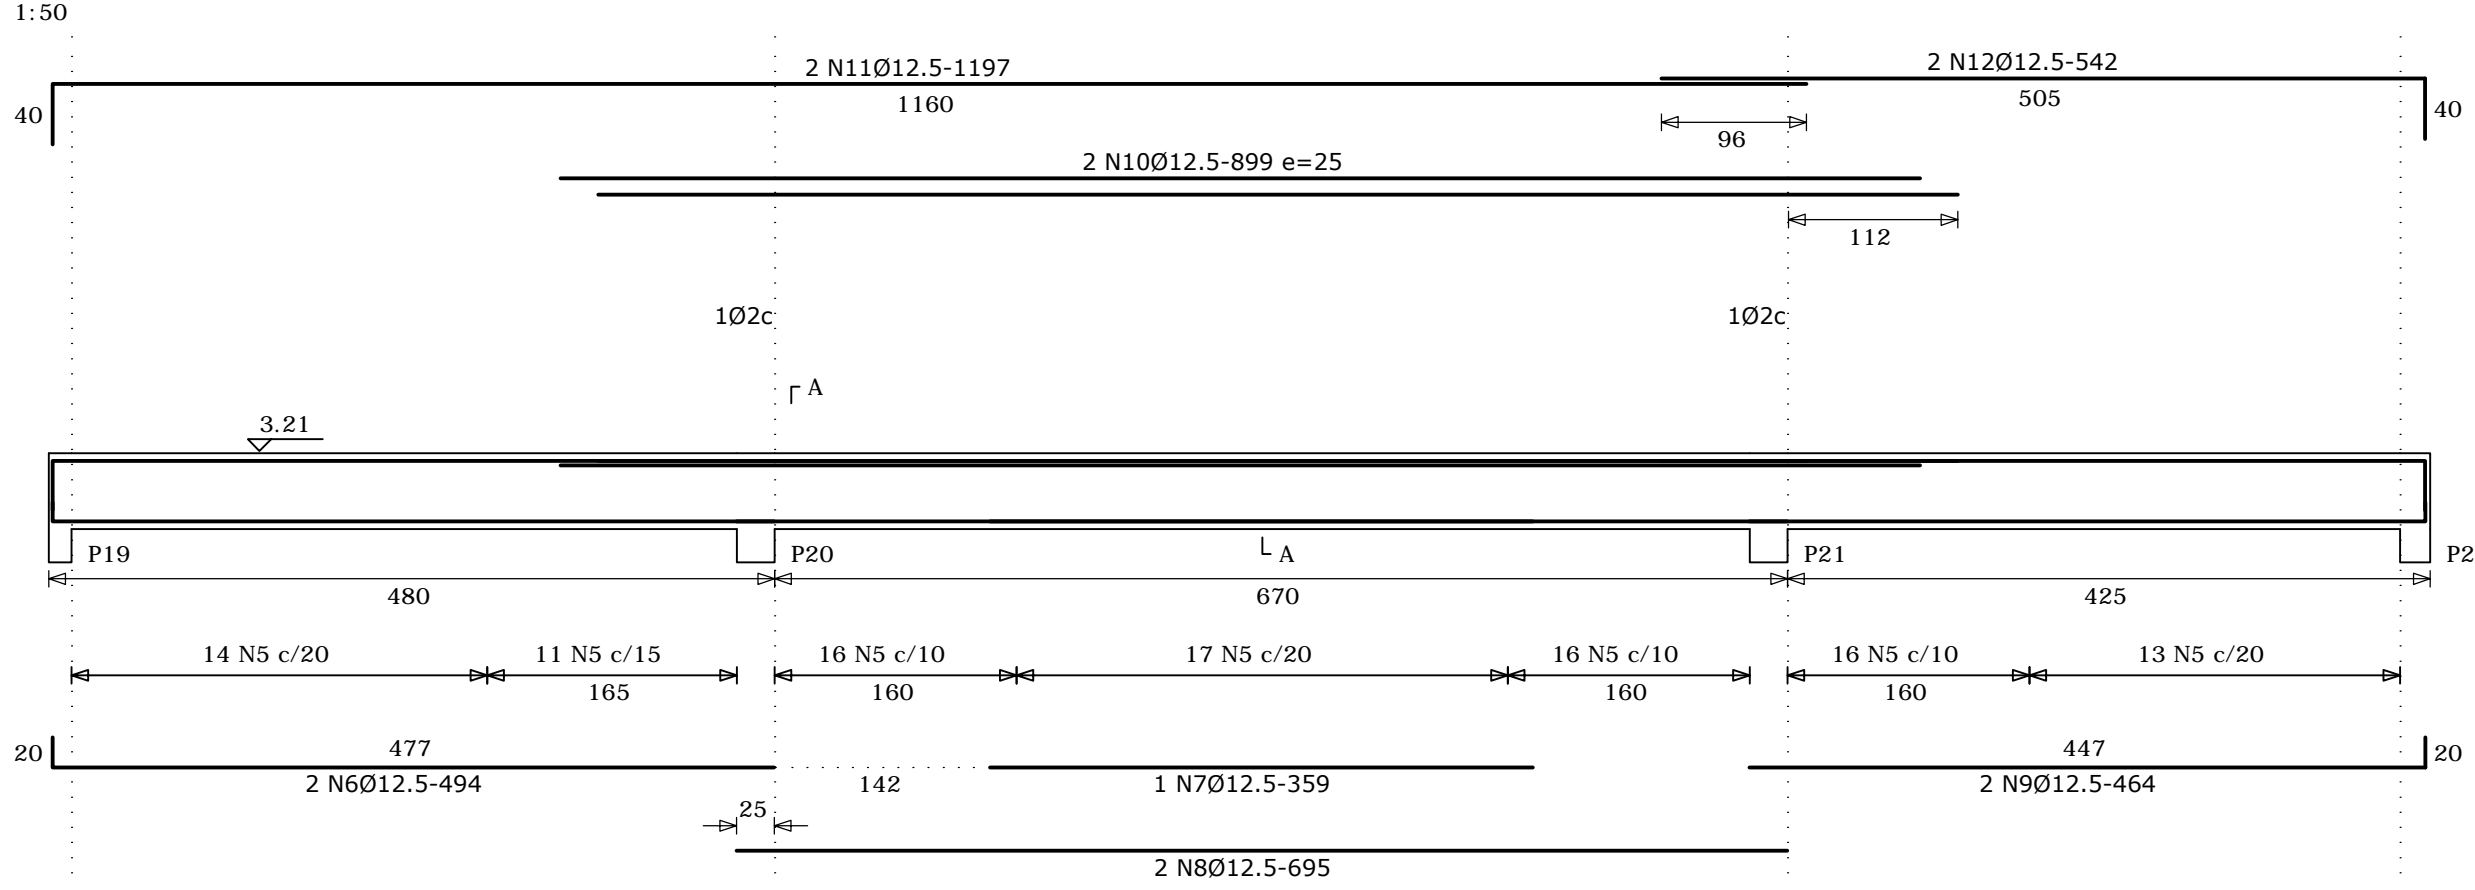 1:50
2 N11Ø12.5-1197
2 N12Ø12.5-542
1160
505
40
40
96
2 N10Ø12.5-899 e=25
112
1Ø2c
1Ø2c
A
3.21
P19
P20
A
P21
P2
480
670
425
14 N5 c/20
11 N5 c/15
16 N5 c/10
17 N5 c/20
16 N5 c/10
16 N5 c/10
13 N5 c/20
165
160
160
160
20
477
447
20
2 N6Ø12.5-494
142
1 N7Ø12.5-359
2 N9Ø12.5-464
25
2 N8Ø12.5-695